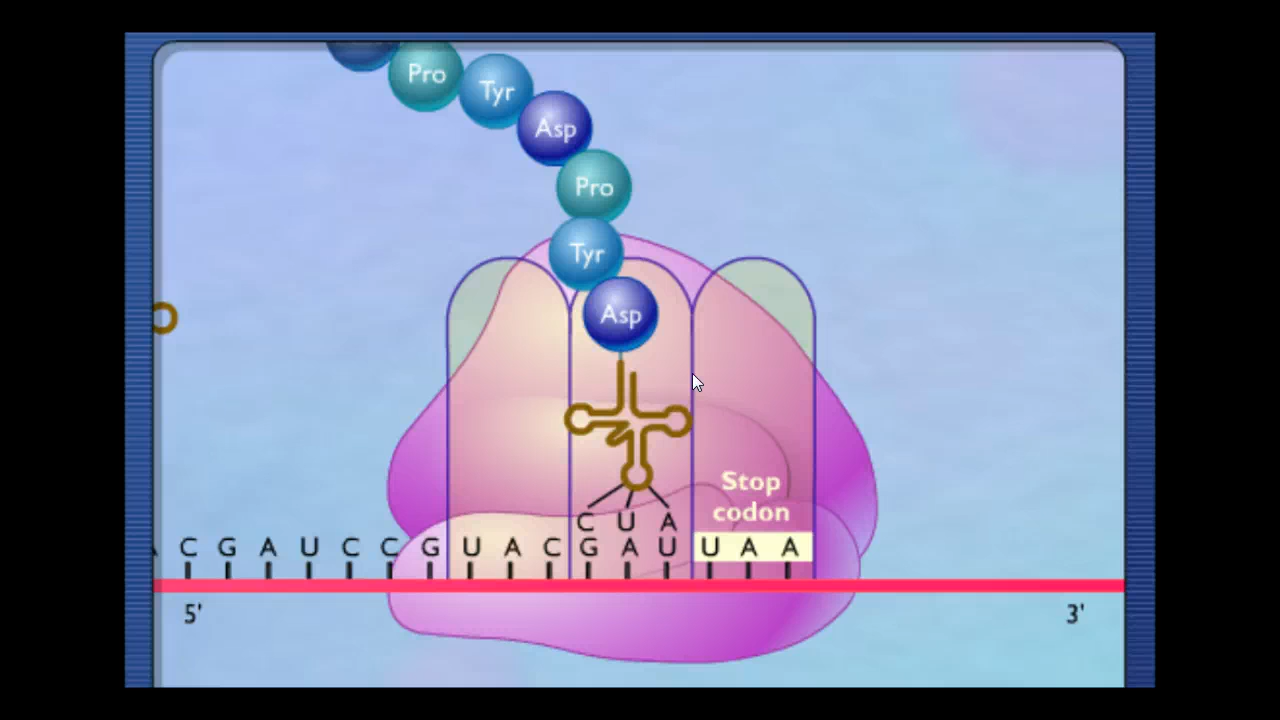 Pro
Tyr
Asp
Pro
Tyr
Asp
Stop
codon
C U A
C G A U C C G U A C G A U U A A
5' 3'